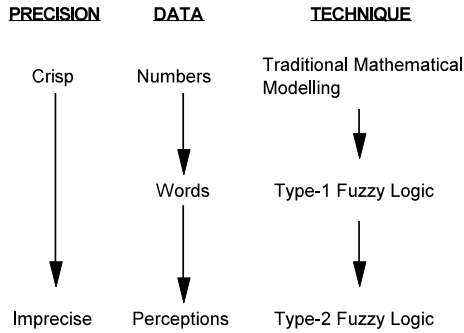 PRECISION DATA TECHNIQUE
Crisp Numbers Traditional Mathematical
Modelling
Words Type-1 Fuzzy Logic
Imprecise Perceptions Type-2 Fuzzy Logic